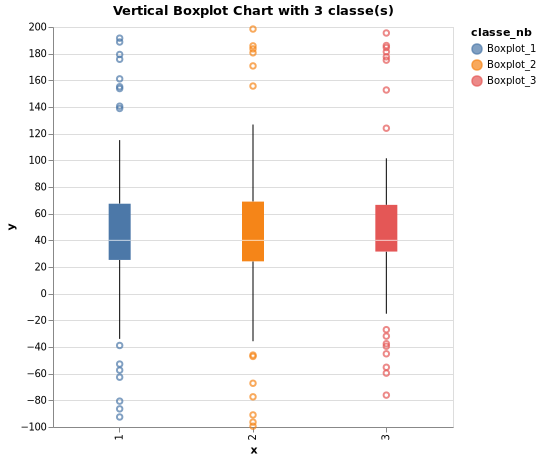 Vertical Boxplot Chart with 3 classe(s)
classe_nb
Boxplot_1
Boxplot_2
Boxplot_3
y
200
180
160
140
120
100
80
60
40
20
0
−20
−40
−60
−80
−100
1
2
3
x